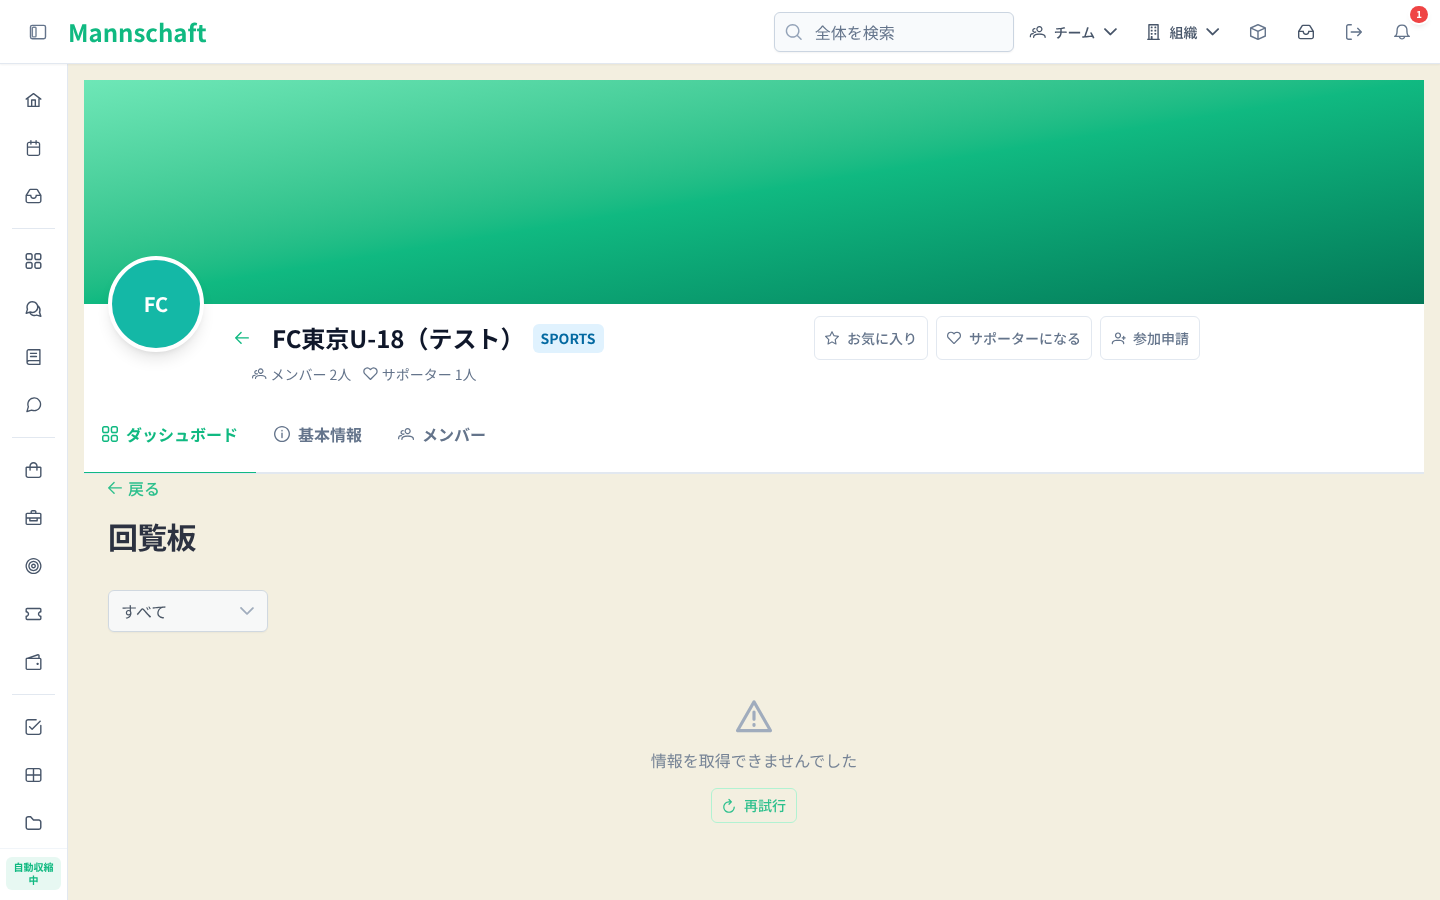 Mannschaft
全体を検索
チーム
組織
1
FC
FC東京U-18（テスト）
SPORTS
お気に入り
サポーターになる
参加申請
メンバー 2人
サポーター 1人
ダッシュボード
基本情報
メンバー
戻る
回覧板
すべて
情報を取得できませんでした
再試行
自動収縮
中